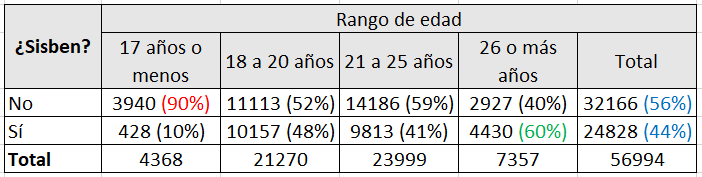 ¿Sisben? Rango de edad
17 años o menos 18 a 20 años 21 a 25 años 26 o más años Total
No 3940 (90%) 11113 (52%) 14186 (59%) 2927 (40%) 32166 (56%)
Sí 428 (10%) 10157 (48%) 9813 (41%) 4430 (60%) 24828 (44%)
Total 4368 21270 23999 7357 56994